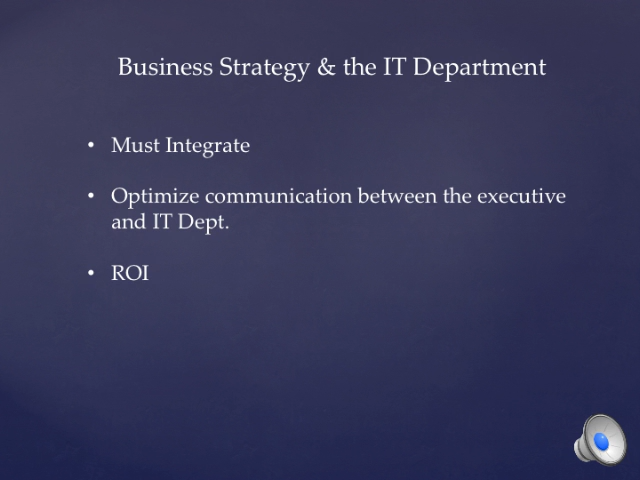 Business Strategy & the IT Department
• Must Integrate
• Optimize communication between the executive
and IT Dept.
• ROI